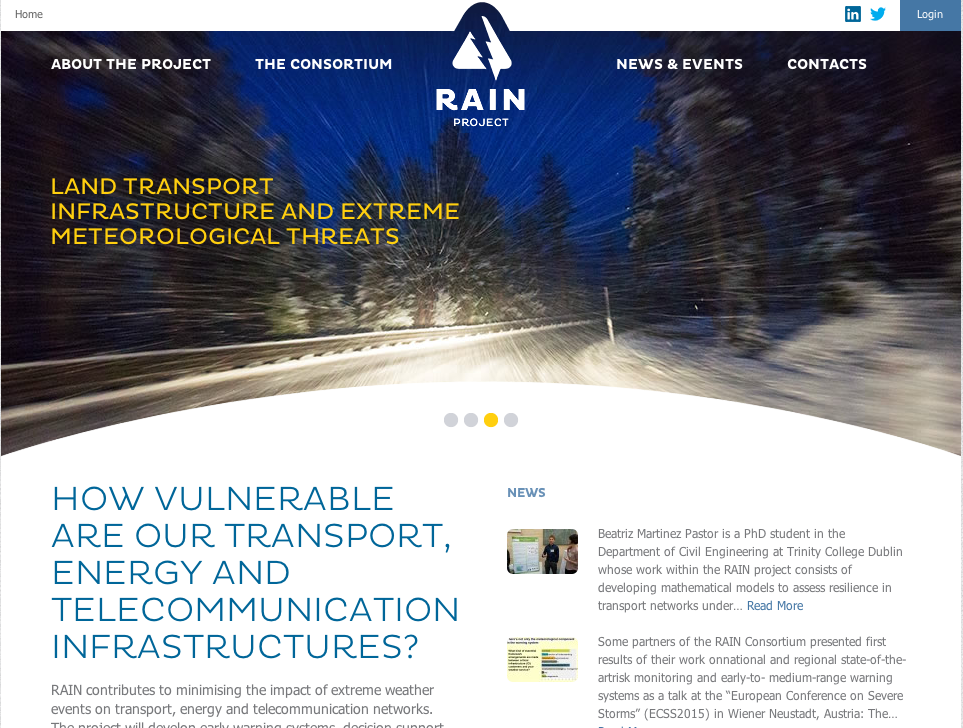 Home
Login
ABOUT THE PROJECT
THE CONSORTIUM
RAIN
PROJECT
NEWS & EVENTS
CONTACTS
LAND TRANSPORT
INFRASTRUCTURE AND EXTREME
METEOROLOGICAL THREATS
HOW VULNERABLE
ARE OUR TRANSPORT,
ENERGY AND
TELECOMMUNICATION
INFRASTRUCTURES?
RAIN contributes to minimising the impact of extreme weather
events on transport, energy and telecommunication networks.
The project will develop early warning systems, decision support
NEWS
Beatriz Martinez Pastor is a PhD student in the
Department of Civil Engineering at Trinity College Dublin
whose work within the RAIN project consists of
developing mathematical models to assess resilience in
transport networks under... Read More
Some partners of the RAIN Consortium presented first
results of their work onnational and regional state-of-the-
artrisk monitoring and early-to- medium-range warning
systems as a talk at the “European Conference on Severe
Storms” (ECSS2015) in Wiener Neustadt, Austria: The...